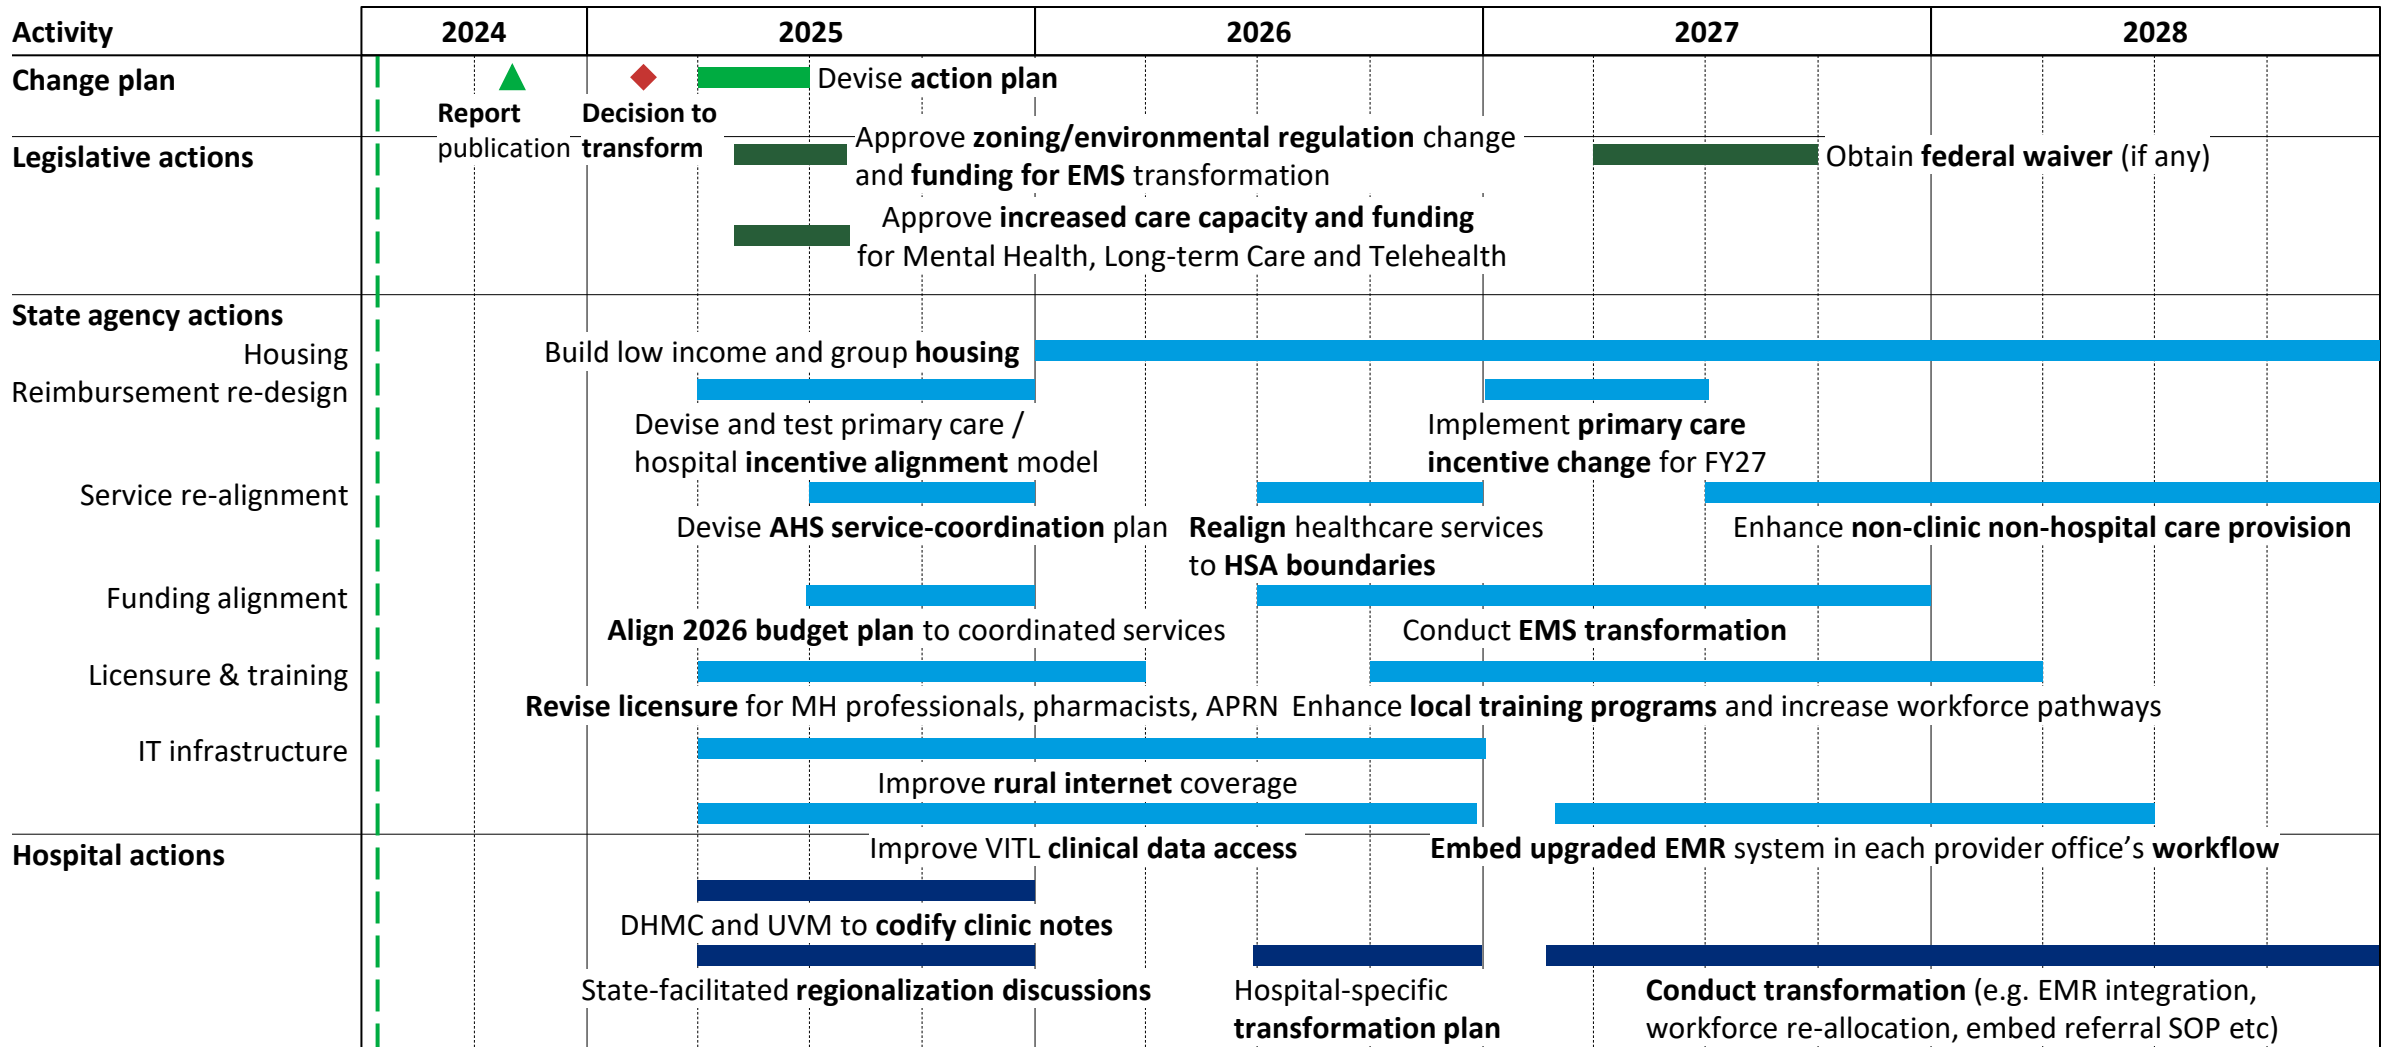 Activity
2024
2025
2026
2027
2028
Change plan
Devise action plan
Report
publication
Decision to
transform
Legislative actions
Approve zoning/environmental regulation change
and funding for EMS transformation
Obtain federal waiver (if any)
Approve increased care capacity and funding
for Mental Health, Long-term Care and Telehealth
State agency actions
Housing
Build low income and group housing
Reimbursement re-design
Devise and test primary care /
hospital incentive alignment model
Implement primary care
incentive change for FY27
Service re-alignment
Devise AHS service-coordination plan
Realign healthcare services
to HSA boundaries
Enhance non-clinic non-hospital care provision
Funding alignment
Align 2026 budget plan to coordinated services
Conduct EMS transformation
Licensure & training
Revise licensure for MH professionals, pharmacists, APRN
Enhance local training programs and increase workforce pathways
IT infrastructure
Improve rural internet coverage
Improve VITL clinical data access
Embed upgraded EMR system in each provider office’s workflow
Hospital actions
DHMC and UVM to codify clinic notes
State-facilitated regionalization discussions
Hospital-specific
transformation plan
Conduct transformation (e.g. EMR integration,
workforce re-allocation, embed referral SOP etc)